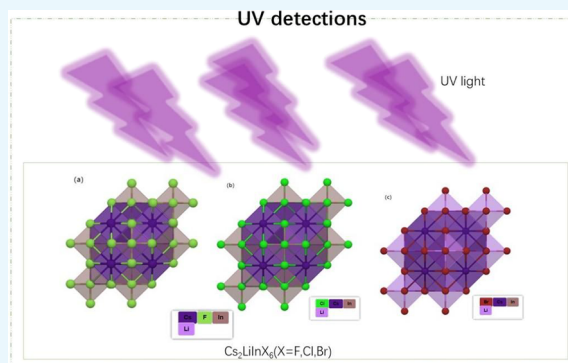 UV detections
UV light
(a)
(b)
(c)
Cs F In
Li
Cl Cs In
Li
Br Cs In
Li
Cs₂LiInX₆(X=F,Cl,Br)